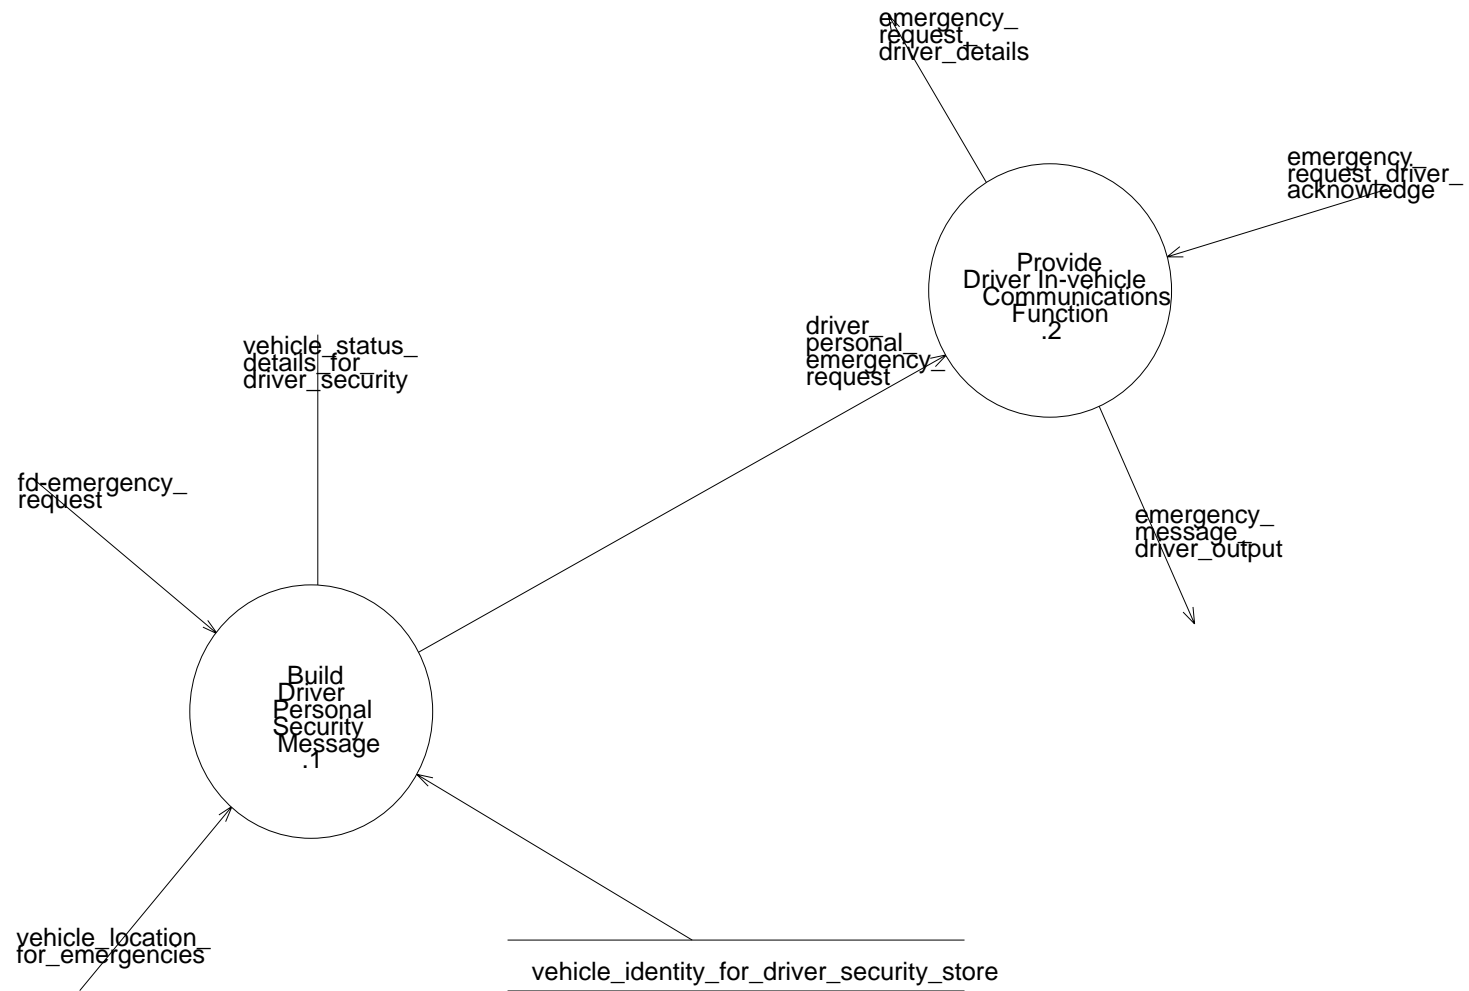 emergency_
request_
driver_details
emergency_
request_driver_
acknowledge
Provide
Driver In-vehicle
Communications
Function
.2
driver_
personal_
emergency_
request
vehicle_status_
details_for_
driver_security
fd-emergency_
request
emergency_
message_
driver_output
Build
Driver
Personal
Security
Message
.1
vehicle_location_
for_emergencies
vehicle_identity_for_driver_security_store